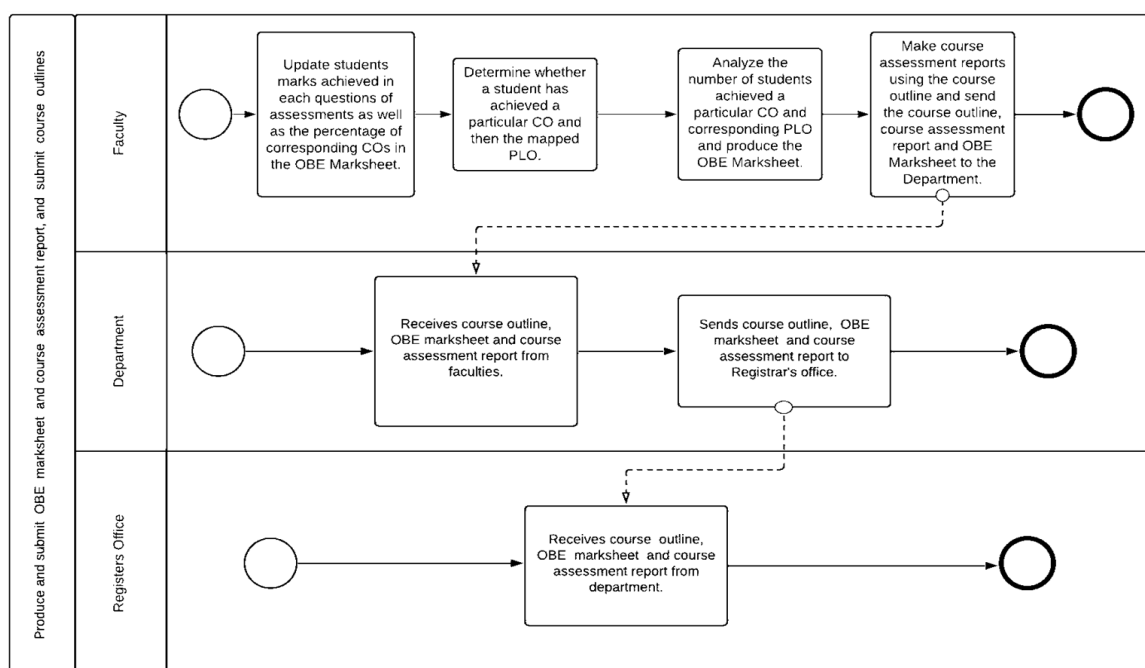 Produce and submit OBE marksheet and course assessment report, and submit course outlines
Faculty
Update students
marks achieved in
each questions of
assessments as well
as the percentage of
corresponding COs in
the OBE Marksheet.
Determine whether
a student has
achieved a
particular CO and
then the mapped
PLO.
Analyze the
number of students
achieved a
particular CO and
corresponding PLO
and produce the
OBE Marksheet.
Make course
assessment reports
using the course
outline and send
the course outline,
course assessment
report and OBE
Marksheet to the
Department.
Department
Receives course outline,
OBE marksheet and course
assessment report from
faculties.
Sends course outline, OBE
marksheet and course
assessment report to
Registrar's office.
Registers Office
Receives course outline,
OBE marksheet and course
assessment report from
department.